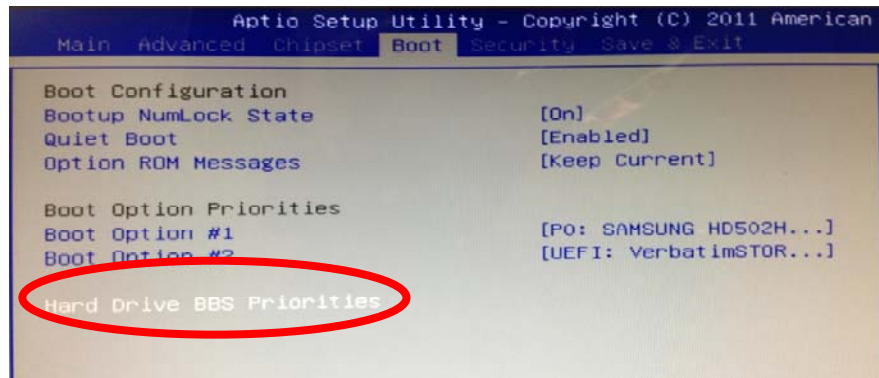 Aptio Setup Utility - Copyright (C) 2011 American
Main Advanced Chipset Boot Security Save & Exit
Boot Configuration
Bootup NumLock State [On]
Quiet Boot [Enabled]
Option ROM Messages [Keep Current]
Boot Option Priorities
Boot Option #1 [PO: SAMSUNG HD502H...]
Boot Option #2 [UEFI: VerbatimSTOR...]
Hard Drive BBS Priorities